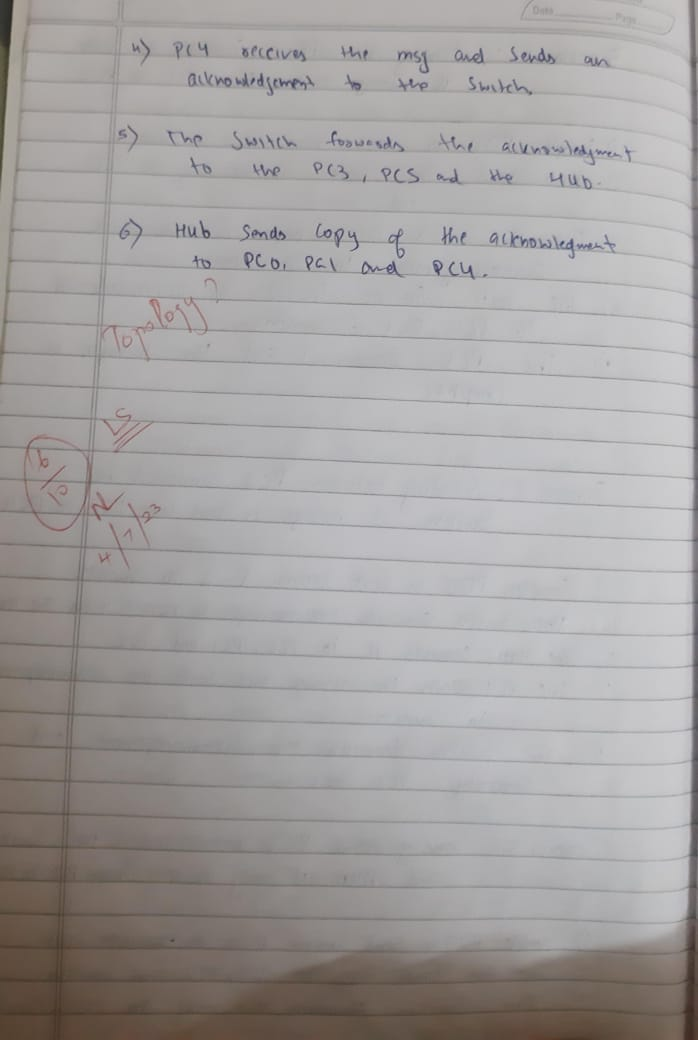 Date Page
4) PC4 receives the msg and sends an
acknowledgement to the switch.
5) The Switch forwards the acknowledgment
to the PC3, PC5 and the HUb.
6) Hub sends copy of the acknowlegment
to PC0, PC1 and PC4.
Topology?
10
4/7/23